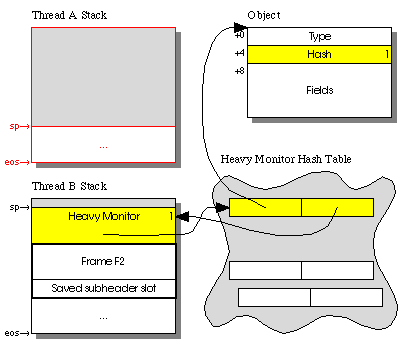 Thread A Stack
sp→
...
eos→
Object
+0
Type
+4
Hash
1
+8
Fields
Thread B Stack
sp→
Heavy Monitor
1
Frame F2
Saved subheader slot
...
eos→
Heavy Monitor Hash Table